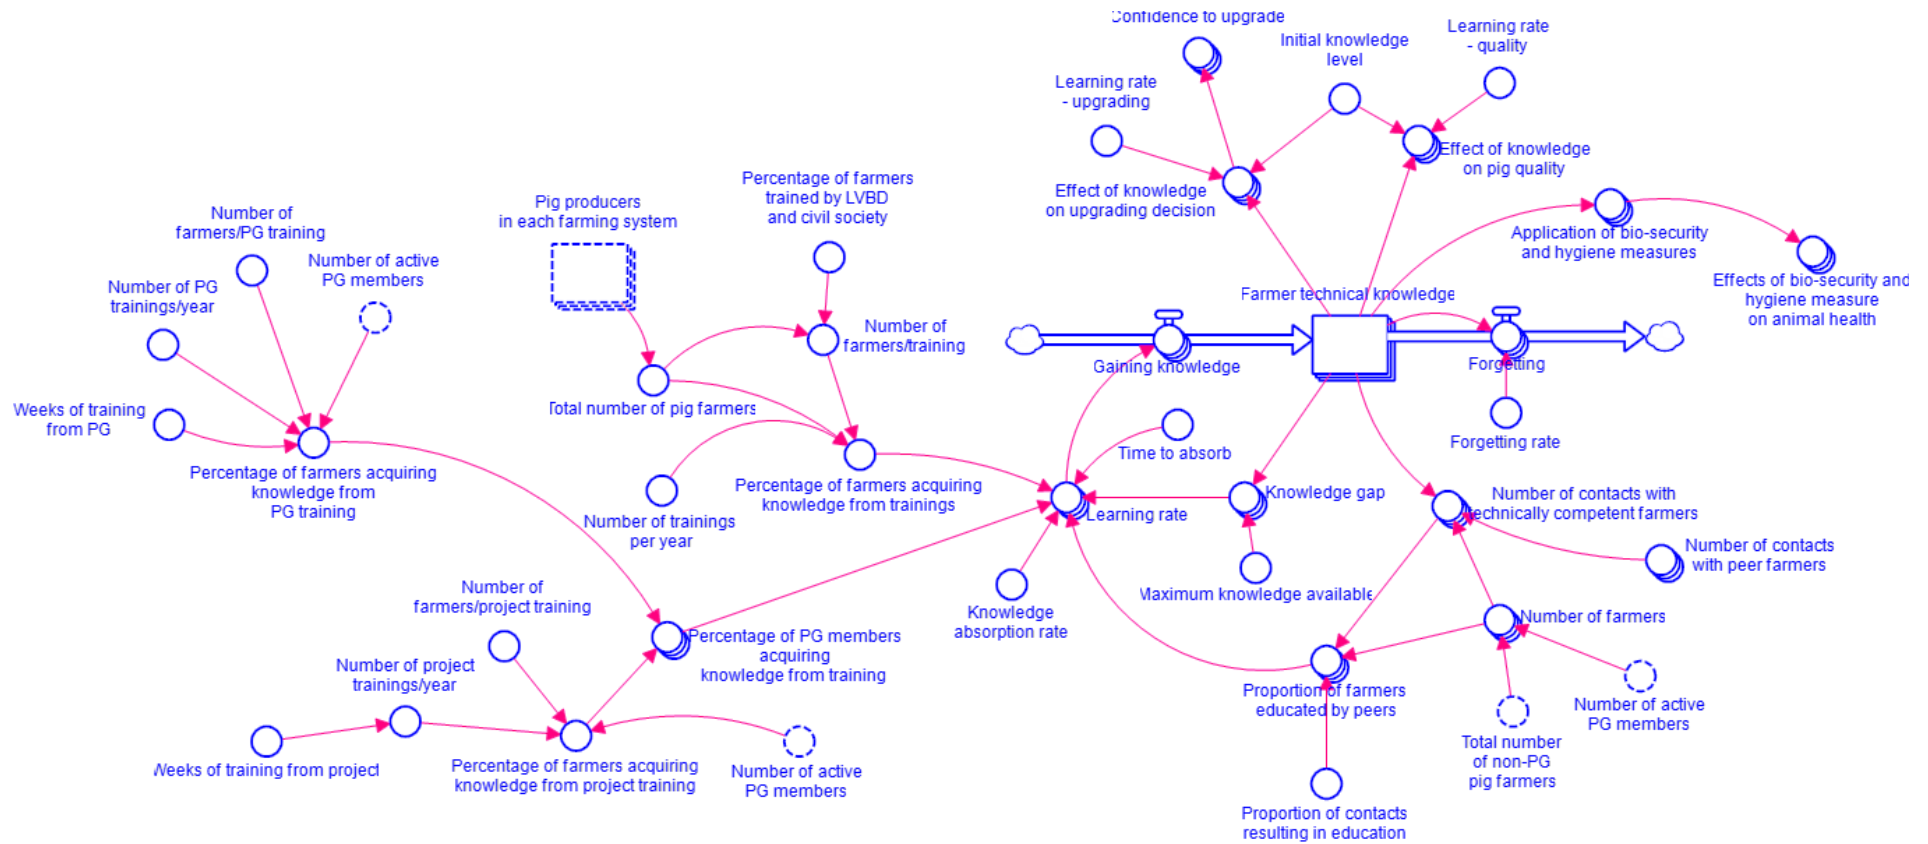 Confidence to upgrade
Initial knowledge
level
Learning rate
- quality
Learning rate
- upgrading
Effect of knowledge
on pig quality
Effect of knowledge
on upgrading decision
Percentage of farmers
trained by LVBD
and civil society
Pig producers
in each farming system
Number of
farmers/PG training
Number of active
PG members
Number of PG
trainings/year
Application of bio-security
and hygiene measures
Effects of bio-security and
hygiene measure
on animal health
Farmer technical knowledge
Number of
farmers/training
Gaining knowledge
Forgetting
Total number of pig farmers
Weeks of training
from PG
Forgetting rate
Time to absorb
Percentage of farmers acquiring
knowledge from
PG training
Percentage of farmers acquiring
knowledge from trainings
Number of trainings
per year
Learning rate
Knowledge gap
Number of contacts with
technically competent farmers
Number of contacts
with peer farmers
Maximum knowledge available
Knowledge
absorption rate
Number of
farmers/project training
Number of farmers
Percentage of PG members
acquiring
knowledge from training
Number of project
trainings/year
Proportion of farmers
educated by peers
Number of active
PG members
Total number
of non-PG
pig farmers
Weeks of training from project
Percentage of farmers acquiring
knowledge from project training
Number of active
PG members
Proportion of contacts
resulting in education